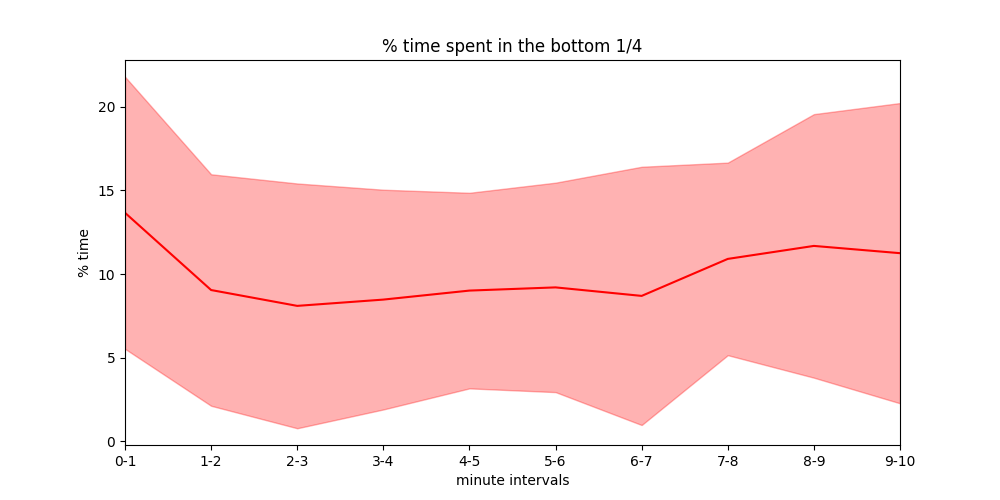 % time spent in the bottom 1/4
% time
20
15
10
5
0
0-1 1-2 2-3 3-4 4-5 5-6 6-7 7-8 8-9 9-10
minute intervals